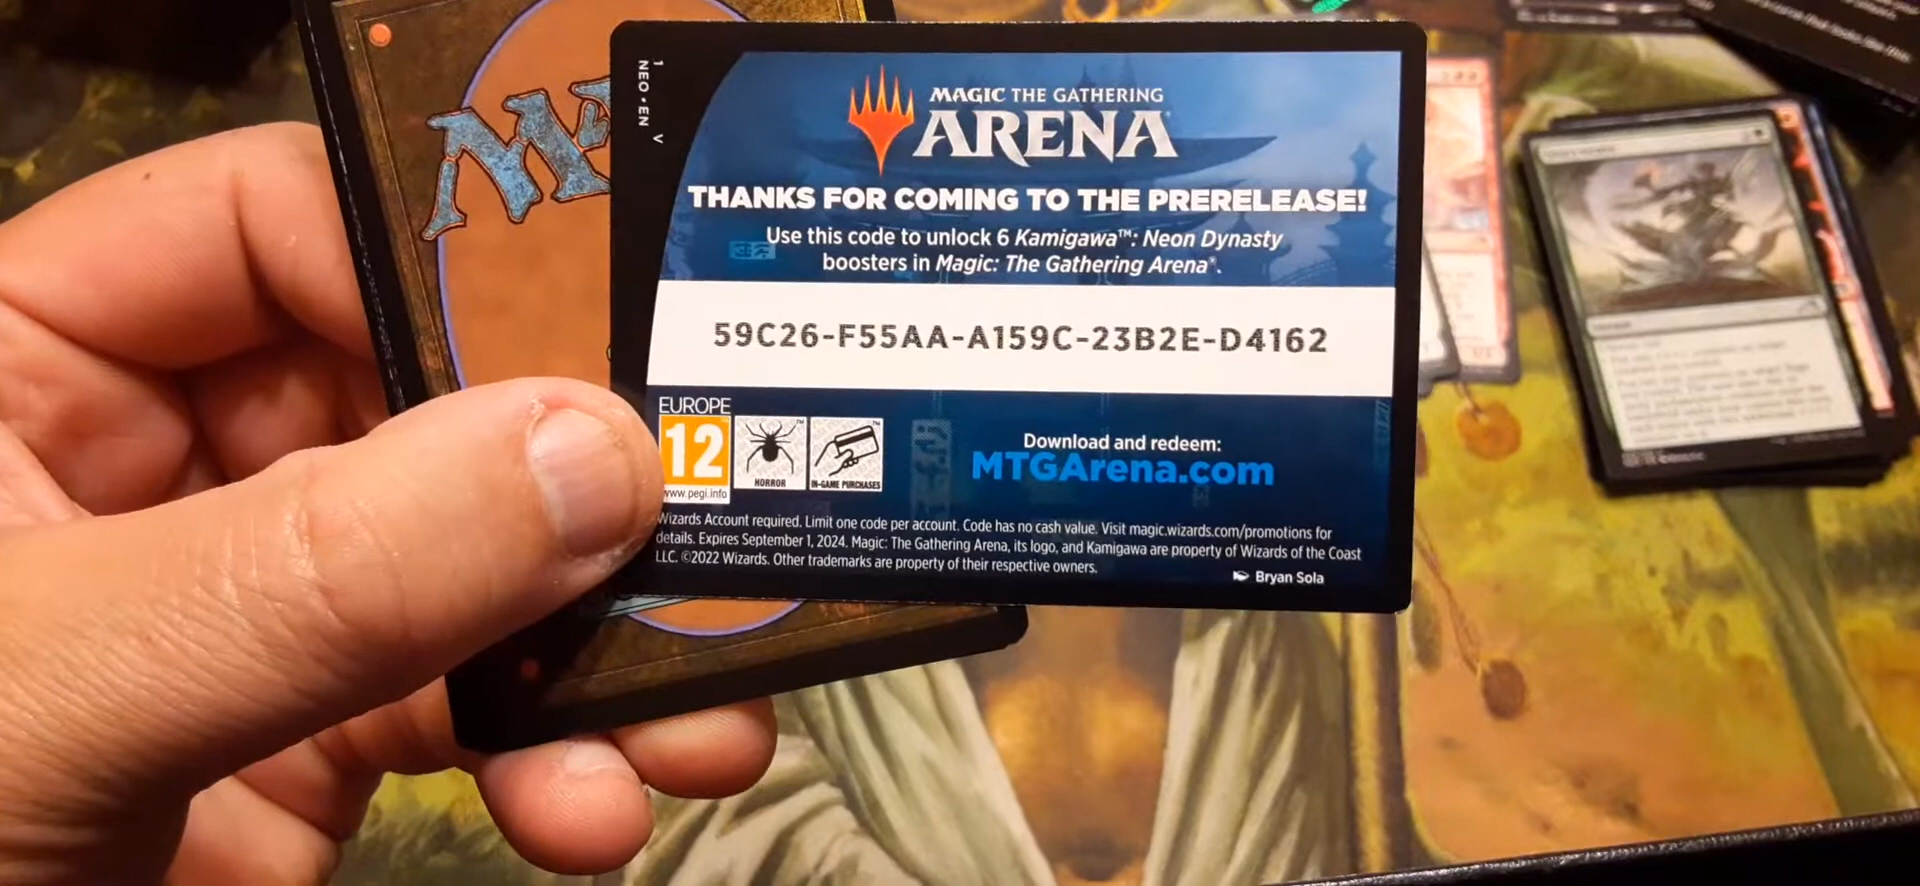 1 V
NEO • EN
MAGIC THE GATHERING
ARENA
THANKS FOR COMING TO THE PRERELEASE!
Use this code to unlock 6 Kamigawa™: Neon Dynasty
boosters in Magic: The Gathering Arena®.
59C26-F55AA-A159C-23B2E-D4162
EUROPE
12
www.pegi.info
HORROR
IN-GAME PURCHASES
Download and redeem:
MTGArena.com
Wizards Account required. Limit one code per account. Code has no cash value. Visit magic.wizards.com/promotions for
details. Expires September 1, 2024. Magic: The Gathering Arena, its logo, and Kamigawa are property of Wizards of the Coast
LLC. ©2022 Wizards. Other trademarks are property of their respective owners.
Bryan Sola